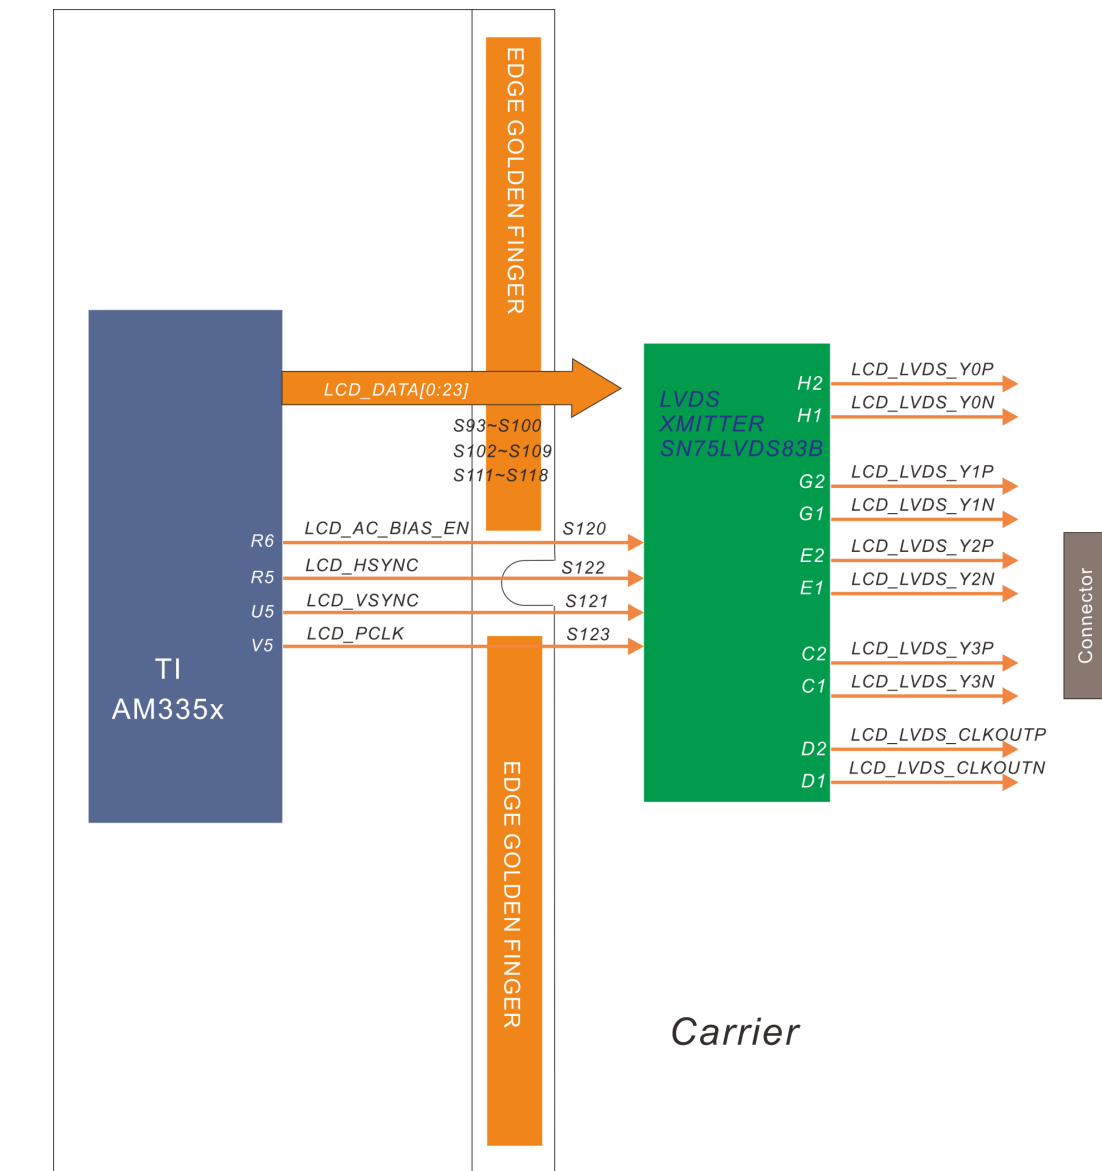 EDGE GOLDEN FINGER
LCD_DATA[0:23]
S93~S100
S102~S109
S111~S118
R6 LCD_AC_BIAS_EN S120
R5 LCD_HSYNC S122
U5 LCD_VSYNC S121
V5 LCD_PCLK S123
TI
AM335x
EDGE GOLDEN FINGER
LVDS
XMITTER
SN75LVDS83B
H2 LCD_LVDS_Y0P
H1 LCD_LVDS_Y0N
G2 LCD_LVDS_Y1P
G1 LCD_LVDS_Y1N
E2 LCD_LVDS_Y2P
E1 LCD_LVDS_Y2N
C2 LCD_LVDS_Y3P
C1 LCD_LVDS_Y3N
D2 LCD_LVDS_CLKOUTP
D1 LCD_LVDS_CLKOUTN
Connector
Carrier